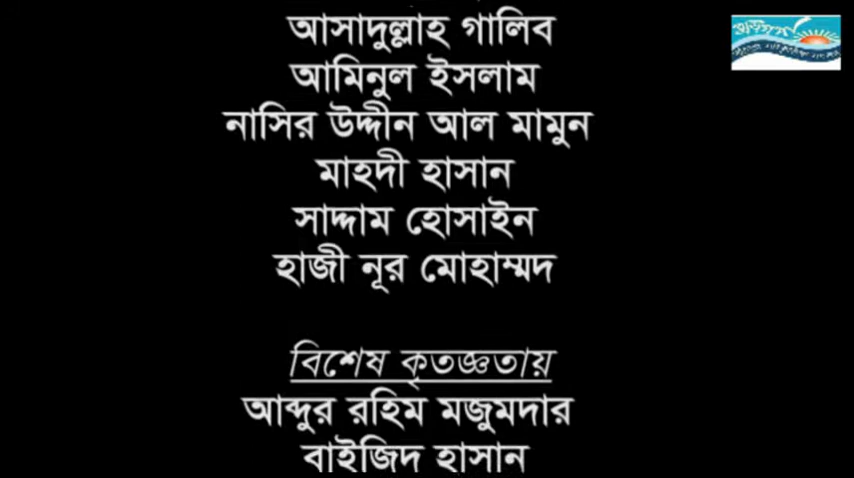 আসাদুল্লাহ গালিব
আমিনুল ইসলাম
নাসির উদ্দীন আল মামুন
মাহদী হাসান
সাদ্দাম হোসাইন
হাজী নূর মোহাম্মদ
বিশেষ কৃতজ্ঞতায়
আব্দুর রহিম মজুমদার
বাইজিদ হাসান